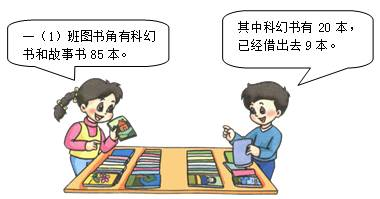 一（1）班图书角有科幻
书和故事书 85 本。
其中科幻书有 20 本，
已经借出去 9 本。